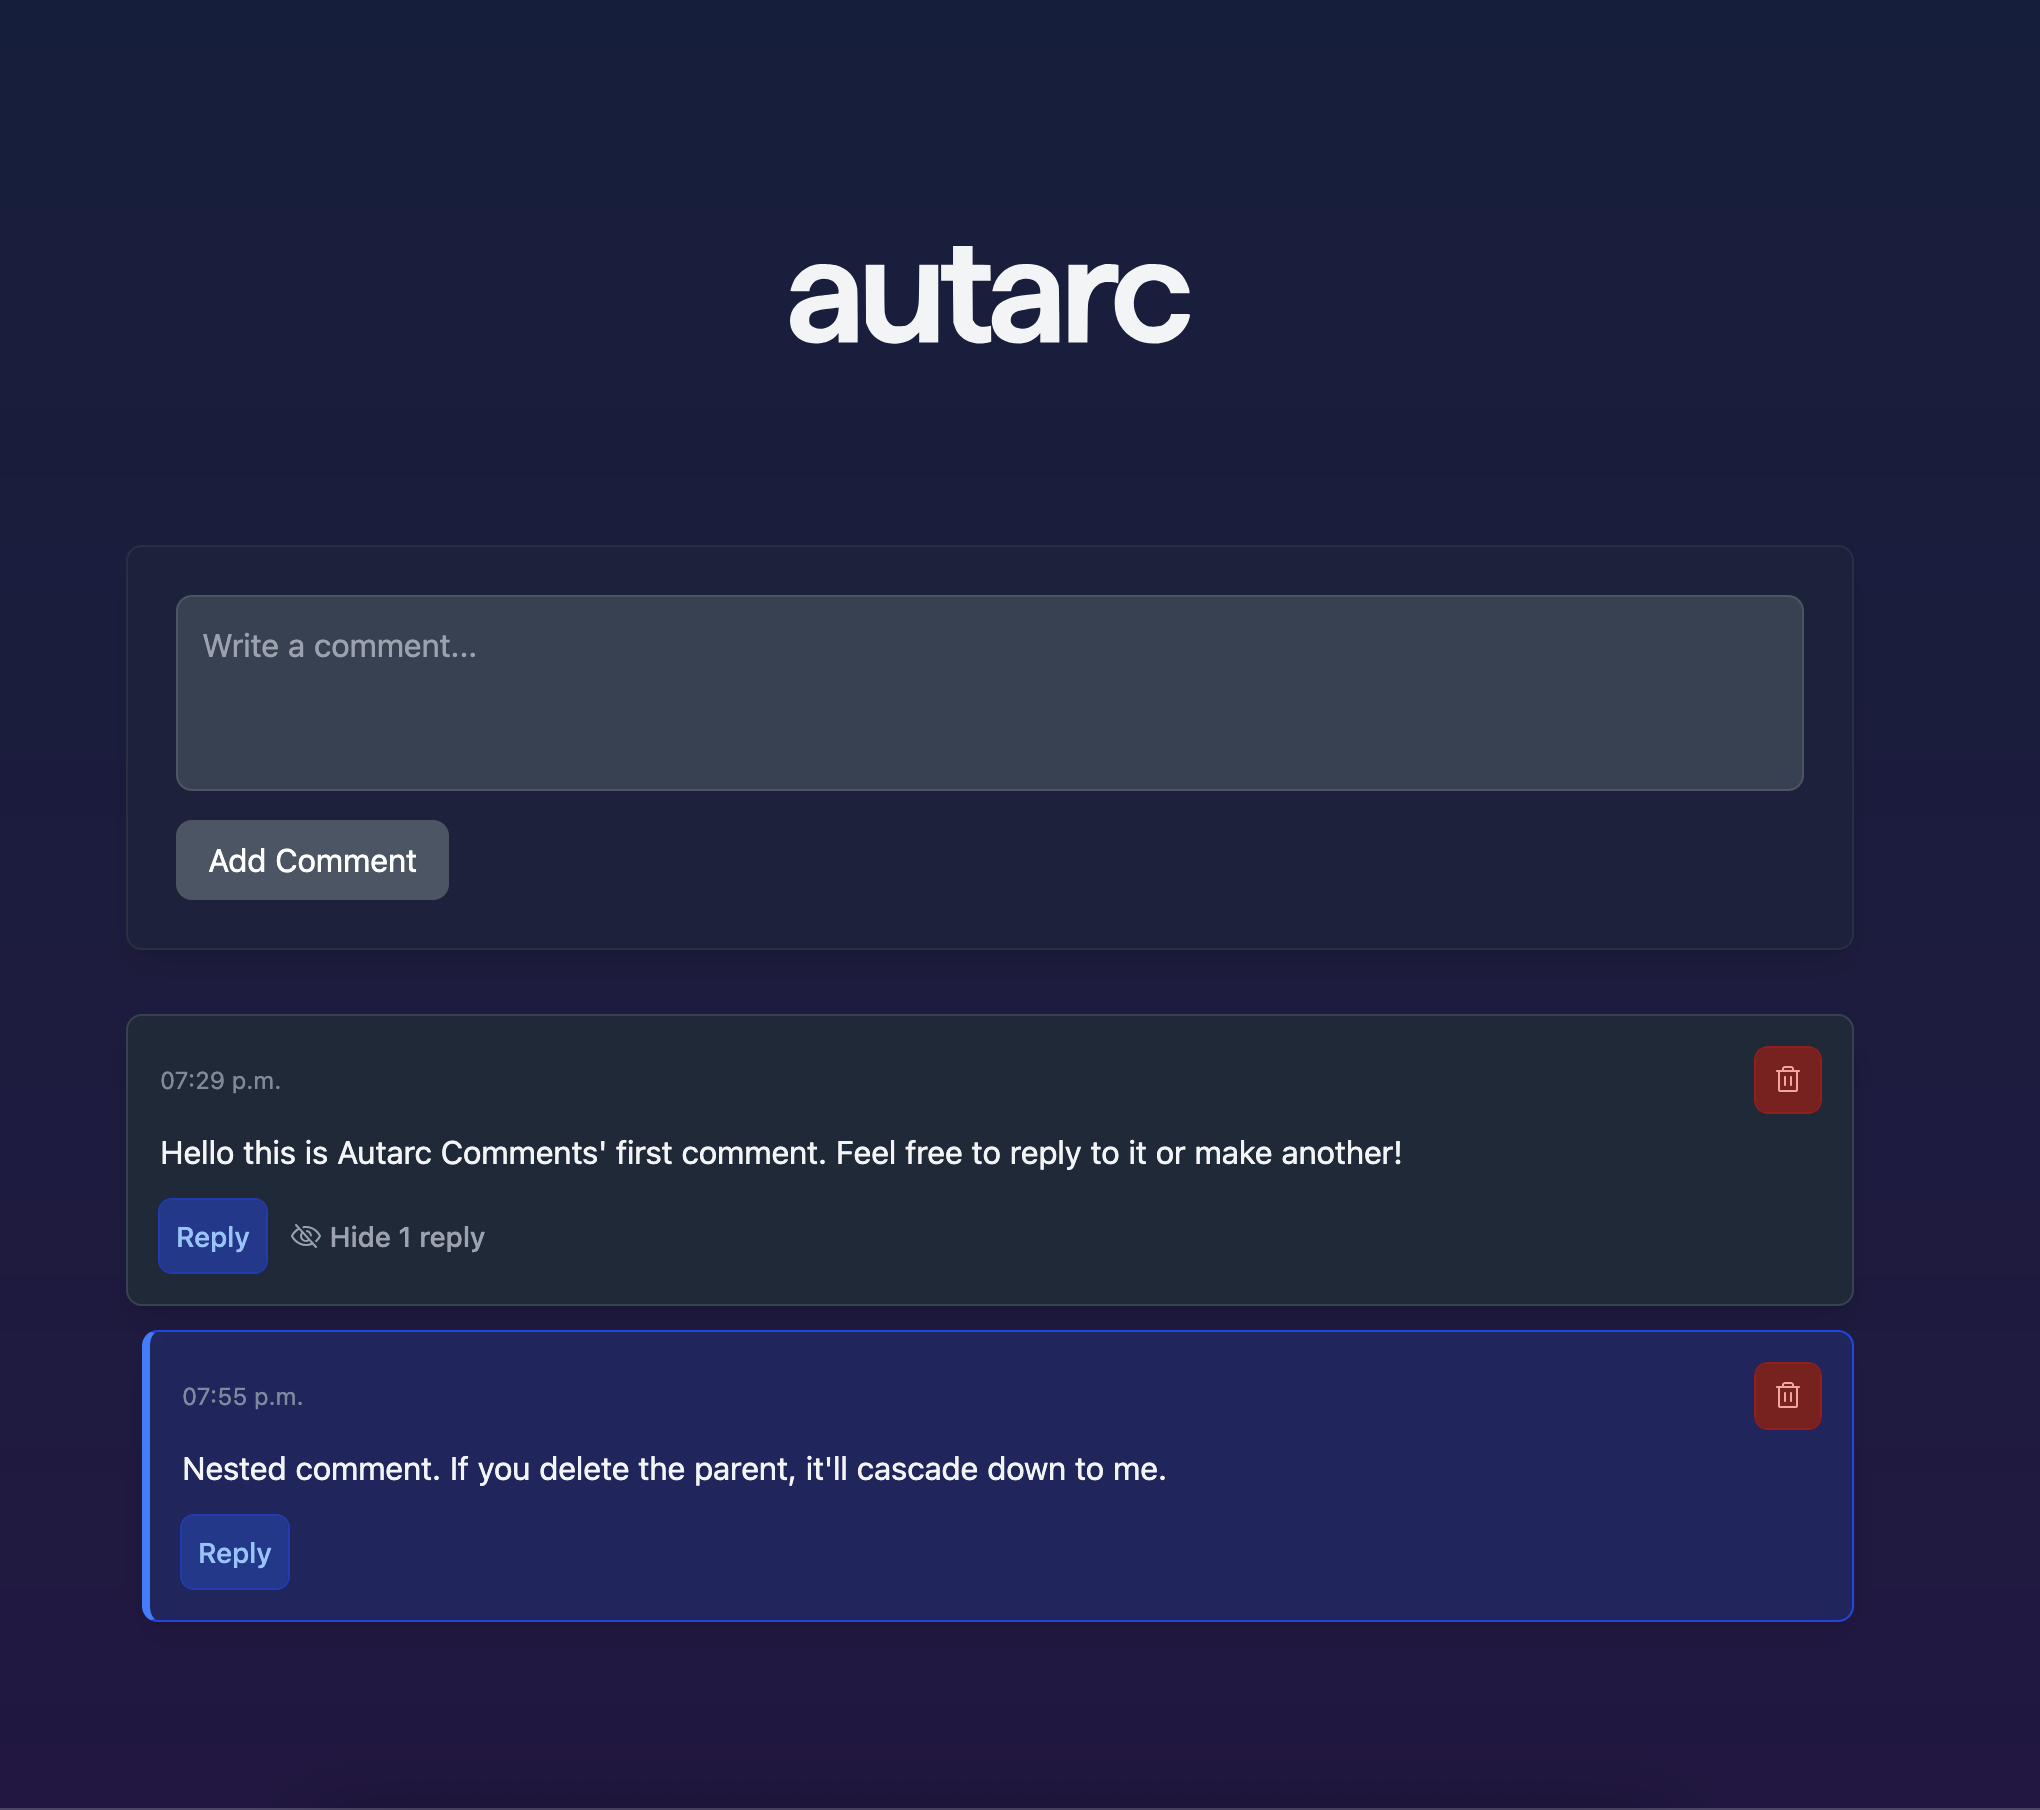 autarc
Write a comment...
Add Comment
07:29 p.m.
Hello this is Autarc Comments' first comment. Feel free to reply to it or make another!
Reply Hide 1 reply
07:55 p.m.
Nested comment. If you delete the parent, it'll cascade down to me.
Reply